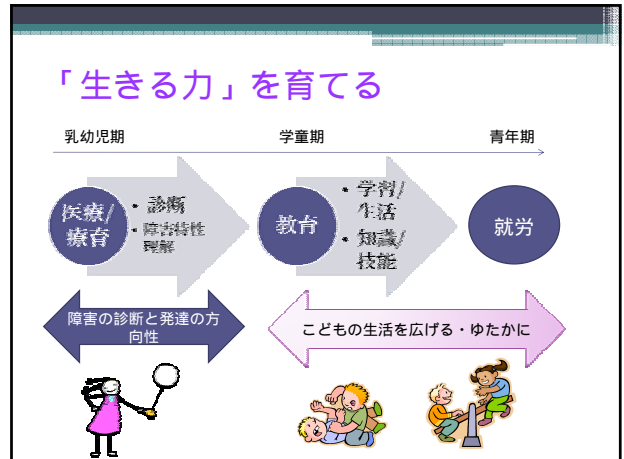 「生きる力」を育てる
乳幼児期
学童期
青年期
医療/
療育
・診断
・障害特性
理解
教育
・学習/
生活
・知識/
技能
就労
障害の診断と発達の方
向性
こどもの生活を広げる・ゆたかに